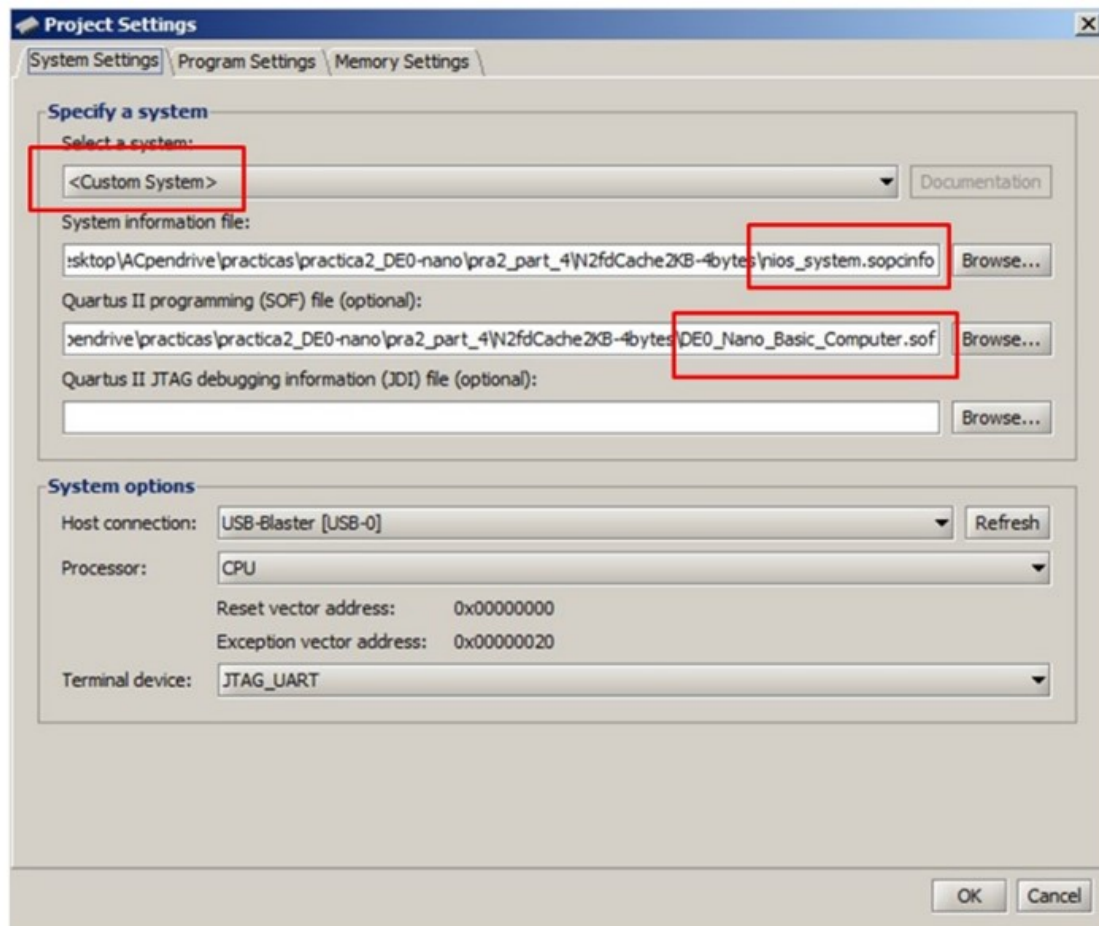 Project Settings
System Settings Program Settings Memory Settings
Specify a system
Select a system:
<Custom System> Documentation
System information file:
esktop\ACpendrive\practicas\practica2_DE0-nano\pra2_part_4\N2fdCache2KB-4bytes\nios_system.sopcinfo Browse...
Quartus II programming (SOF) file (optional):
pendrive\practicas\practica2_DE0-nano\pra2_part_4\N2fdCache2KB-4bytes\DE0_Nano_Basic_Computer.sof Browse...
Quartus II JTAG debugging information (JDI) file (optional):
Browse...
System options
Host connection: USB-Blaster [USB-0] Refresh
Processor: CPU
Reset vector address: 0x00000000
Exception vector address: 0x00000020
Terminal device: JTAG_UART
OK Cancel